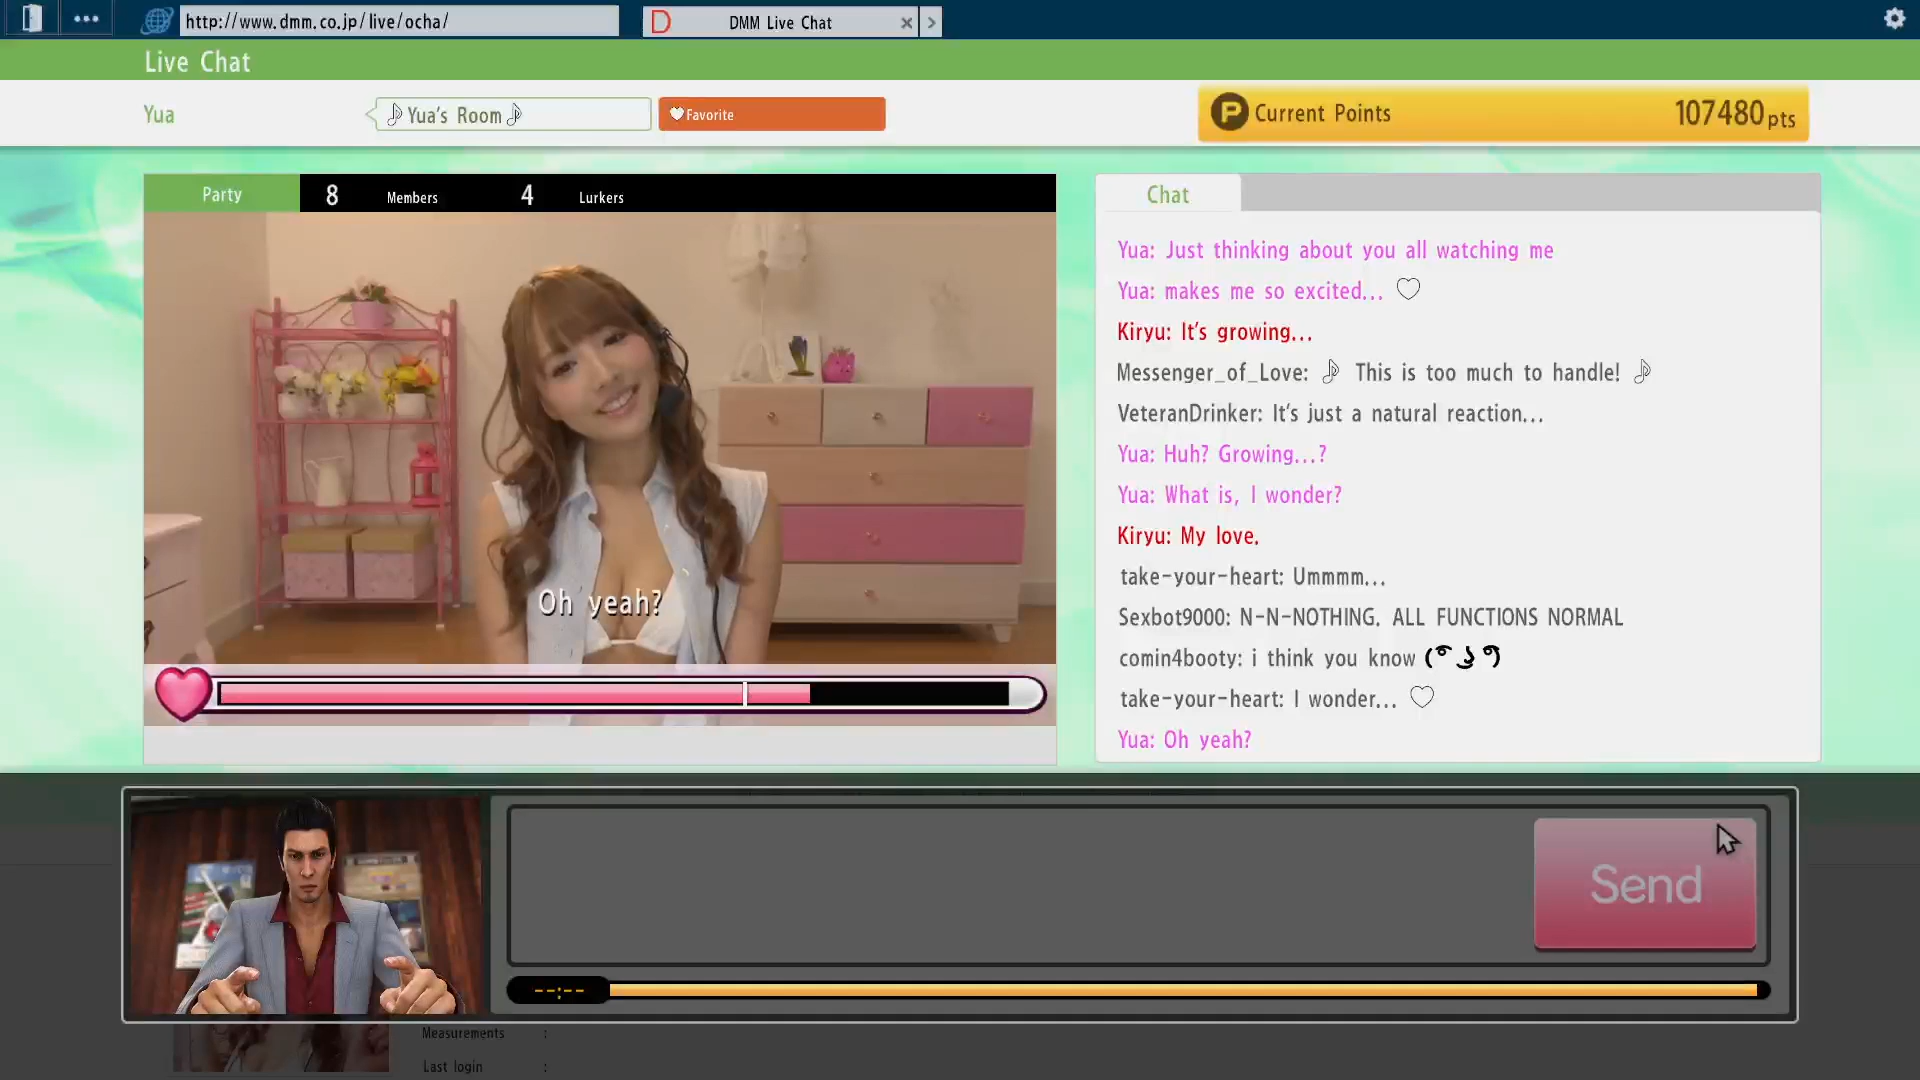 http://www.dmm.co.jp/live/ocha/
DMM Live Chat
Live Chat
Yua
♪Yua's Room♪
Favorite
P Current Points 107480pts
Party 8 Members 4 Lurkers
Chat
Yua: Just thinking about you all watching me
Yua: makes me so excited... ♡
Kiryu: It's growing...
Messenger_of_Love: ♪ This is too much to handle! ♪
VeteranDrinker: It's just a natural reaction...
Yua: Huh? Growing...?
Yua: What is, I wonder?
Kiryu: My love.
take-your-heart: Ummmm...
Sexbot9000: N-N-NOTHING. ALL FUNCTIONS NORMAL
comin4booty: i think you know ( ͡° ͜ʖ ͡°)
take-your-heart: I wonder... ♡
Yua: Oh yeah?
Oh yeah?
Send
--:--
Measurements :
Last login :